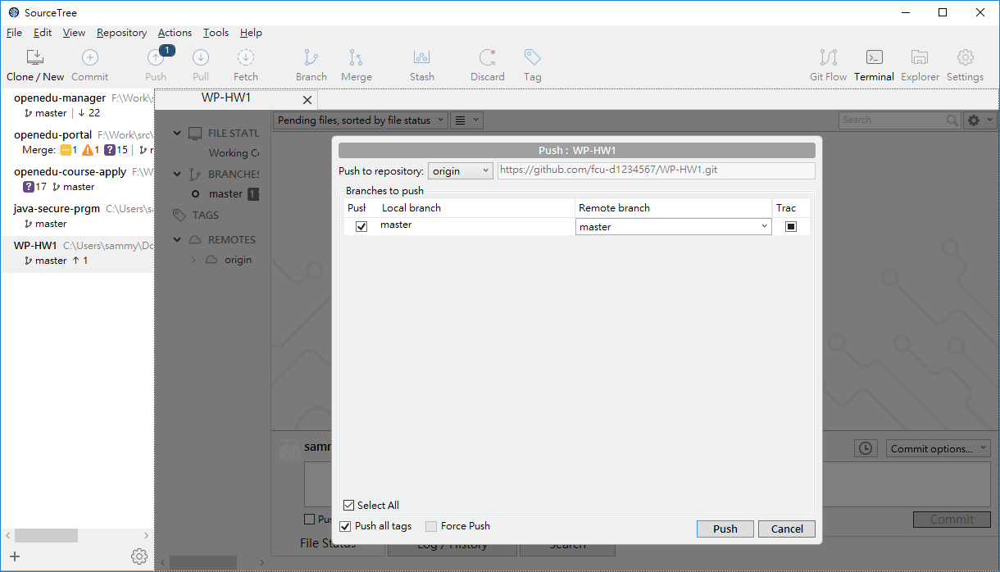 SourceTree
File Edit View Repository Actions Tools Help
1
Clone / New Commit Push Pull Fetch Branch Merge Stash Discard Tag Git Flow Terminal Explorer Settings
openedu-manager F:\Work\
master | ↓ 22
openedu-portal F:\Work\src\
Merge: 1 1 ? 15 |
openedu-course-apply F:\W
? 17 master
java-secure-prgm C:\Users\sa
master
WP-HW1 C:\Users\sammy\Do
master ↑ 1
WP-HW1
Pending files, sorted by file status
Search
FILE STATU
Working Co
BRANCHES
master 1
TAGS
REMOTES
origin
Push : WP-HW1
Push to repository: origin https://github.com/fcu-d1234567/WP-HW1.git
Branches to push
Push Local branch Remote branch Trac
master master
Select All
Push all tags Force Push
Push Cancel
samm
Commit options...
Pus
Commit
File Status Log / History Search